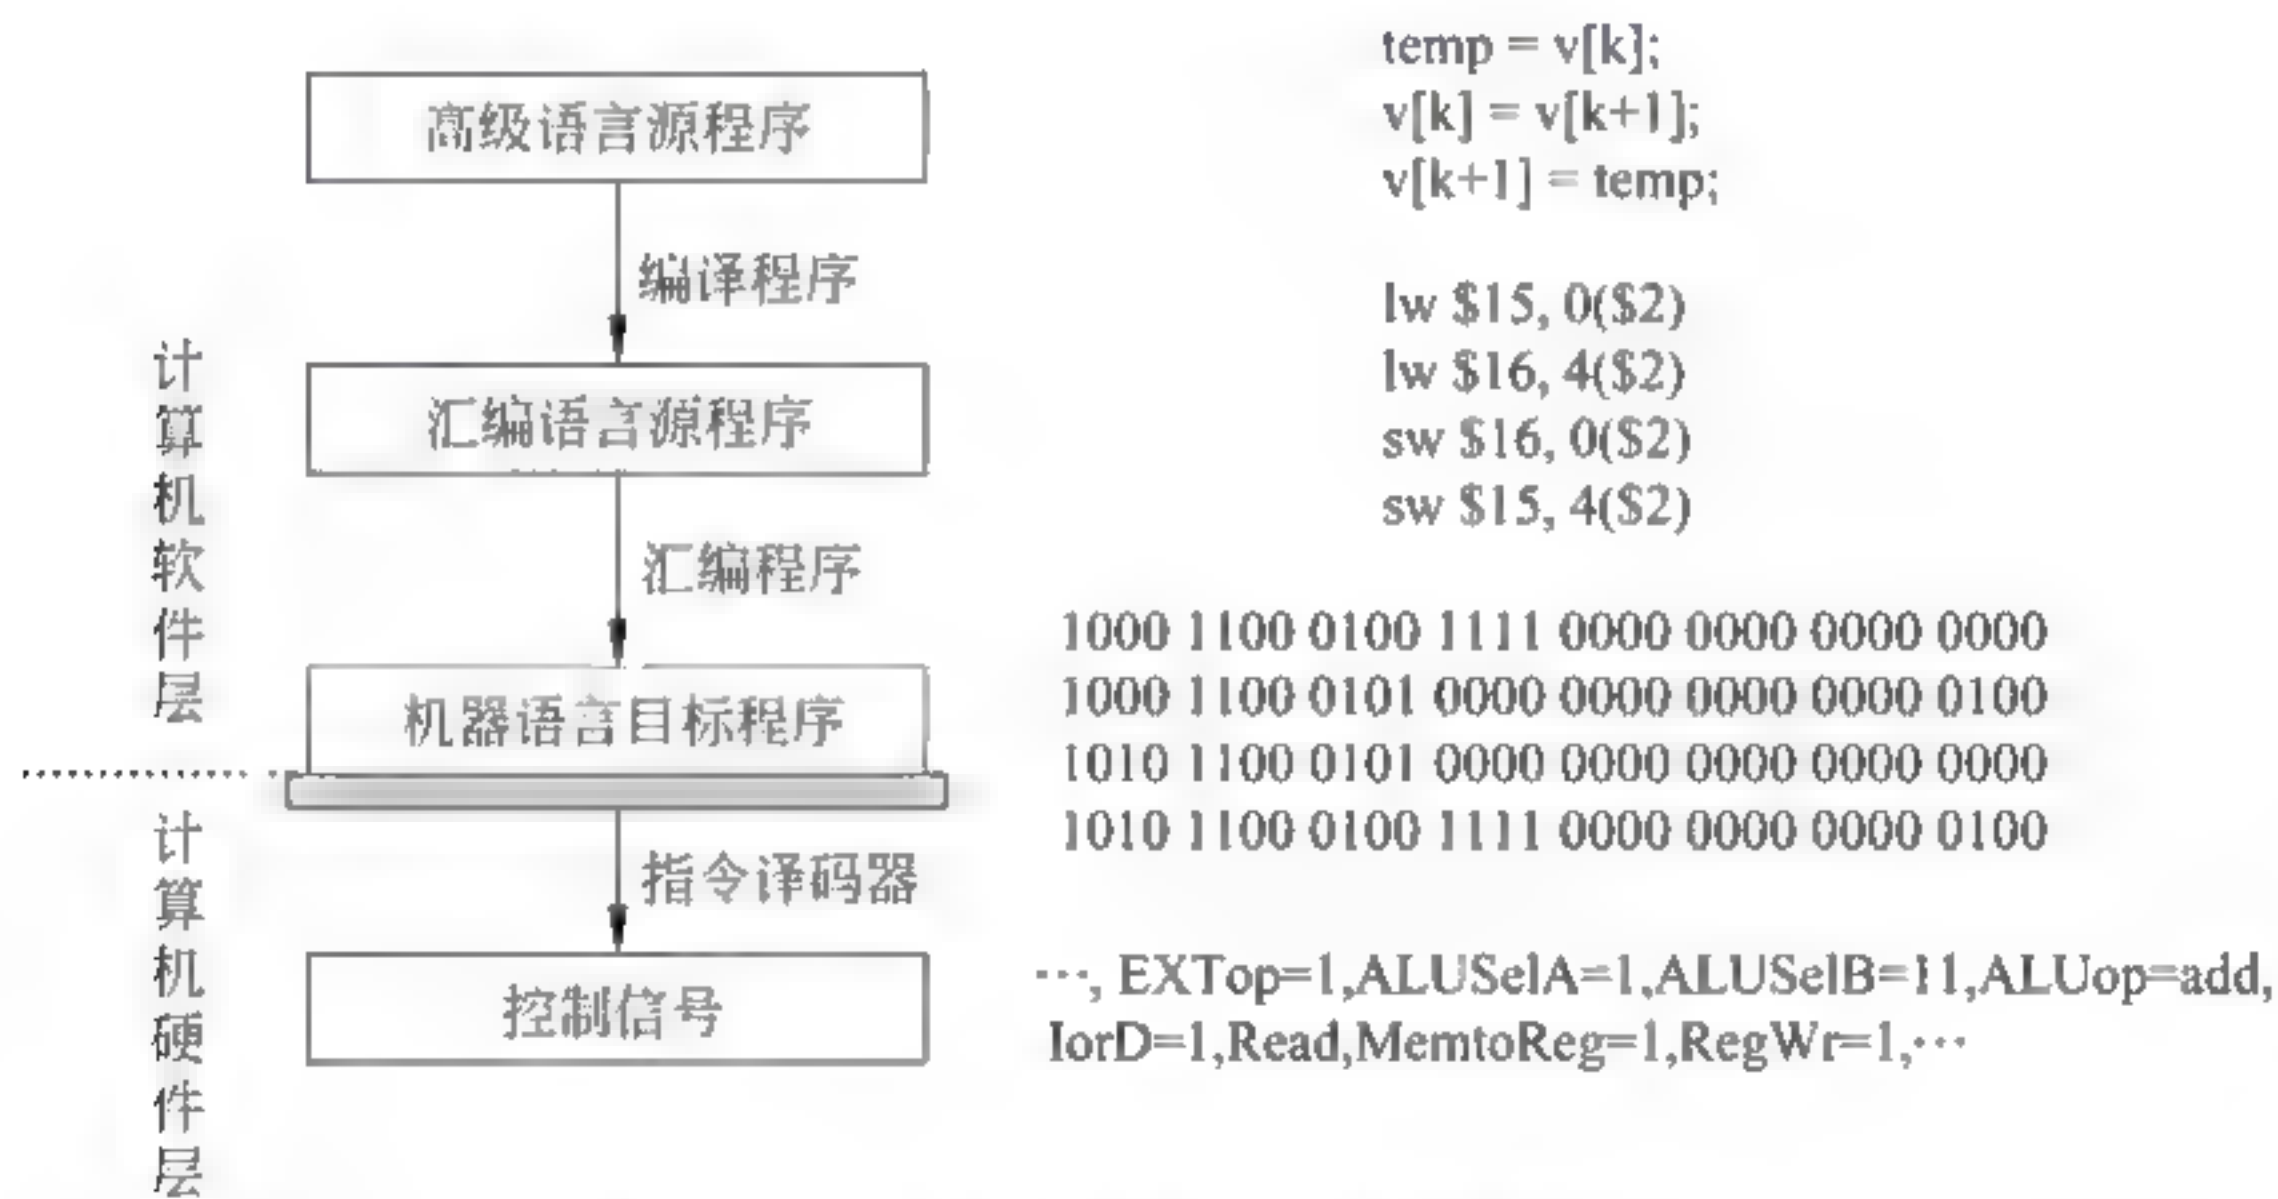 高级语言源程序
temp = v[k];
v[k] = v[k+1];
v[k+1] = temp;
编译程序
汇编语言源程序
lw $15, 0($2)
lw $16, 4($2)
sw $16, 0($2)
sw $15, 4($2)
汇编程序
机器语言目标程序
1000 1100 0100 1111 0000 0000 0000 0000
1000 1100 0101 0000 0000 0000 0000 0100
1010 1100 0101 0000 0000 0000 0000 0000
1010 1100 0100 1111 0000 0000 0000 0100
指令译码器
控制信号
…, EXTop=1,ALUSelA=1,ALUSelB=11,ALUop=add,
IorD=1,Read,MemtoReg=1,RegWr=1,…
计算机软件层
计算机硬件层